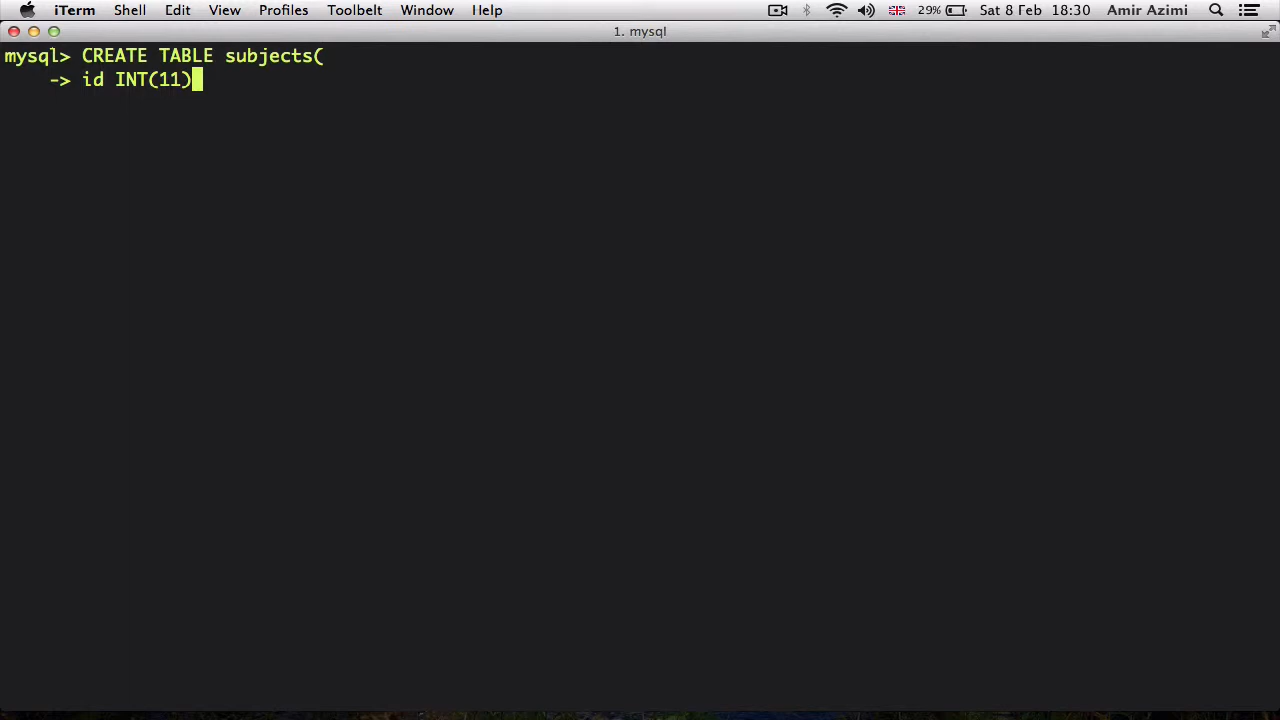 iTerm Shell Edit View Profiles Toolbelt Window Help 29% Sat 8 Feb 18:30 Amir Azimi
1. mysql
mysql> CREATE TABLE subjects(
-> id INT(11)